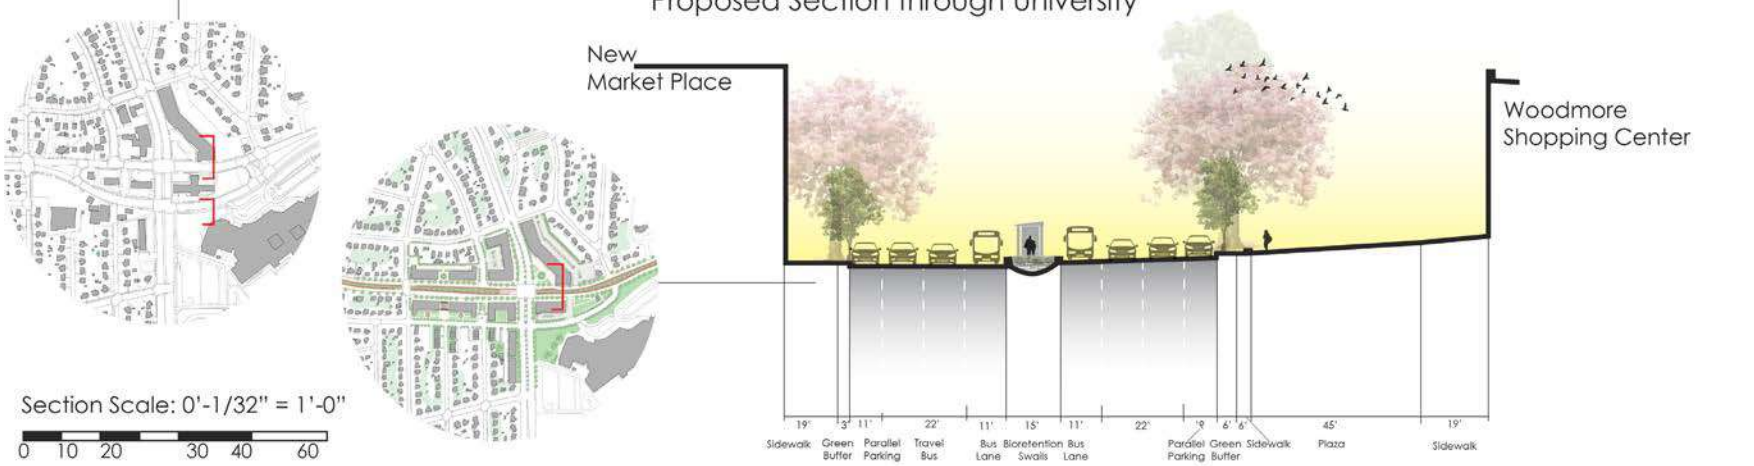 Proposed Section through University
New
Market Place
Woodmore
Shopping Center
Section Scale: 0'-1/32" = 1'-0"
0 10 20 30 40 60
19' 3' 11' 22' 11' 15' 11' 22' 9' 6' 6' 45' 19'
Sidewalk Green Parallel Travel Bus Bioretention Bus Parallel Green Sidewalk Plaza Sidewalk
Buffer Parking Bus Lane Swails Lane Parking Buffer